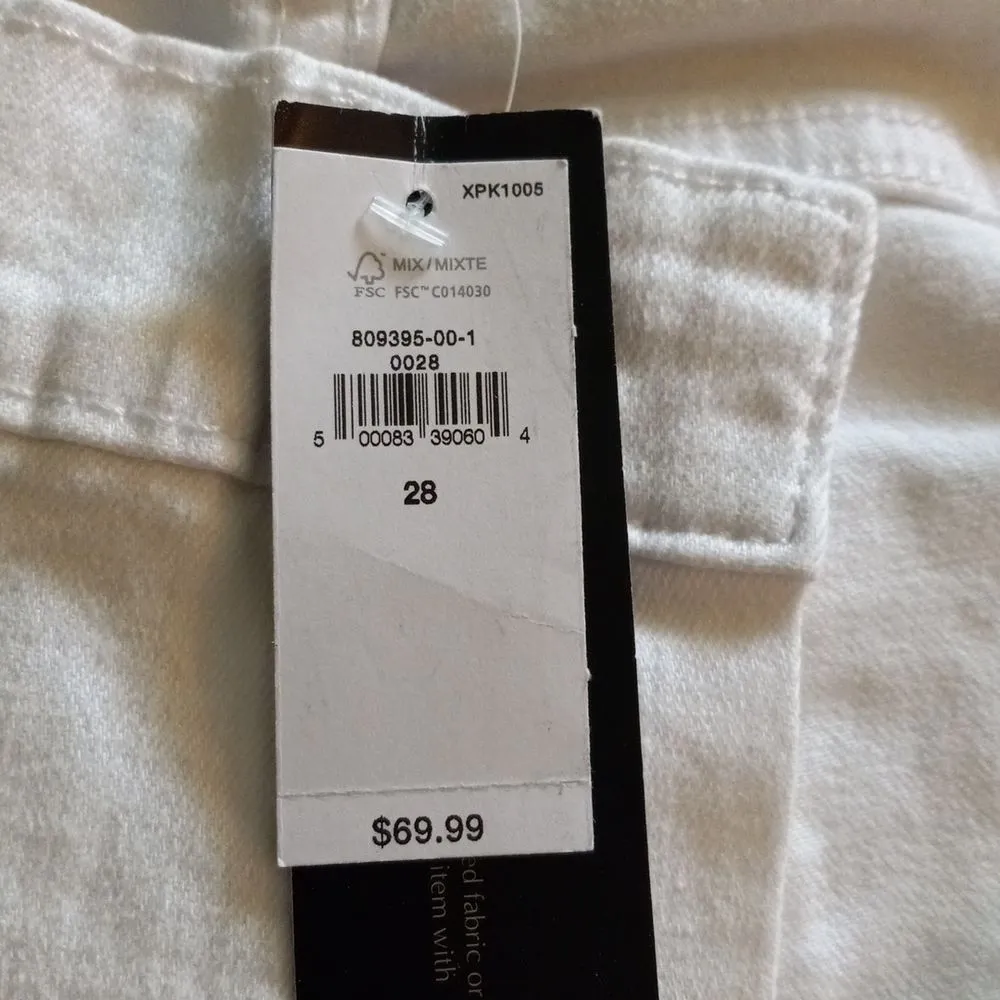 XPK1005
MIX/MIXTE
FSC FSC™ C014030
809395-00-1
0028
5 00083 39060 4
28
$69.99
ed fabric or
item with